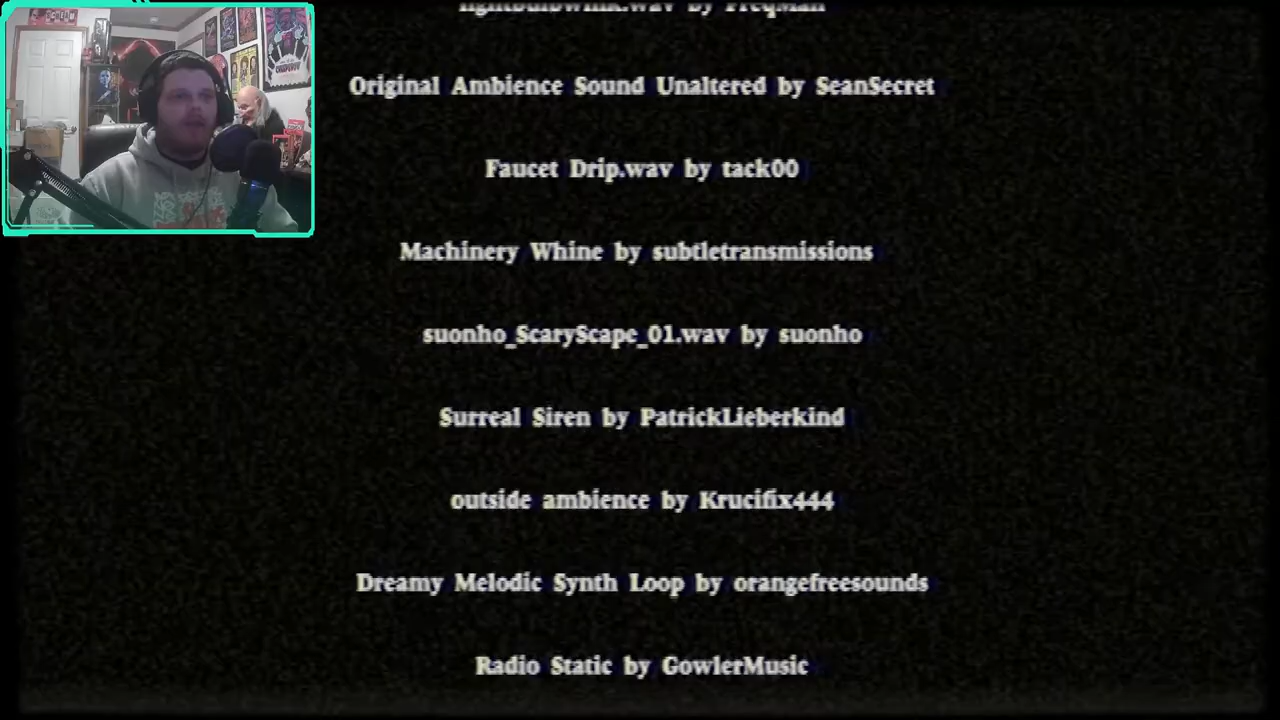 Original Ambience Sound Unaltered by SeanSecret
Faucet Drip.wav by tack00
Machinery Whine by subtletransmissions
suonho_ScaryScape_01.wav by suonho
Surreal Siren by PatrickLieberkind
outside ambience by Krucifix444
Dreamy Melodic Synth Loop by orangefreesounds
Radio Static by GowlerMusic